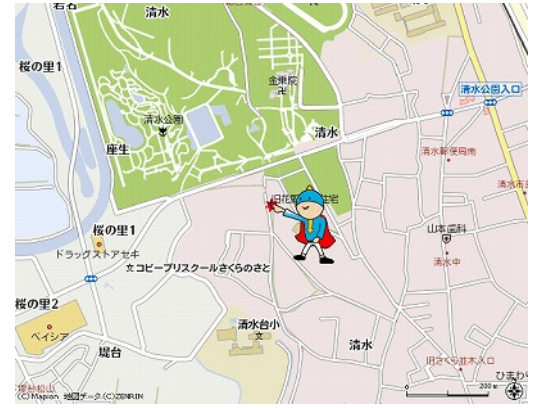 岩名
清水
桜の里1
金乗院
清水公園入口
清水公園
清水
座生
清水郵便局南
桜の里1
山本歯科
ドラッグストアセキ
清水中
コビープリスクールさくらのさと
桜の里2
ベイシア
清水台小
堤台
清水
旧さくら並木入口
ひまわり
200 m
(C) Mapion 地図データ(C)ZENRIN